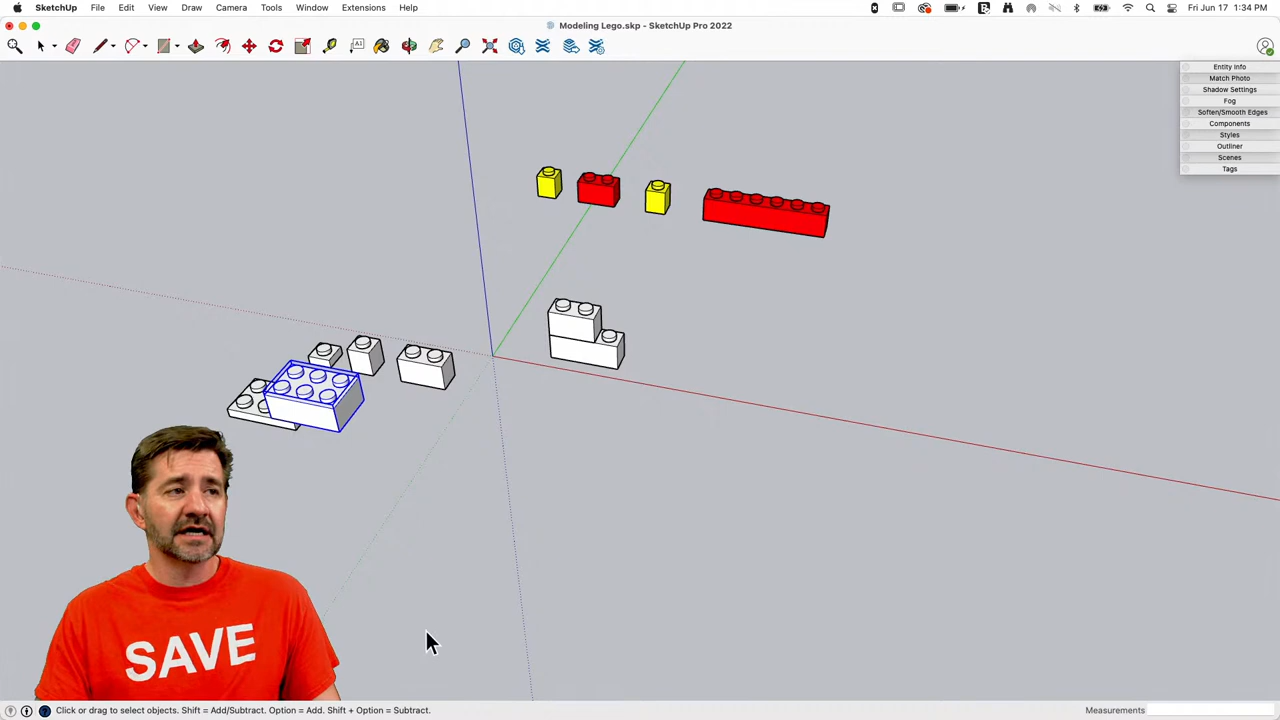 SketchUp File Edit View Draw Camera Tools Window Extensions Help
Fri Jun 17 1:34 PM
Modeling Lego.skp - SketchUp Pro 2022
Entity Info
Match Photo
Shadow Settings
Fog
Soften/Smooth Edges
Components
Styles
Outliner
Scenes
Tags
SAVE
Click or drag to select objects. Shift = Add/Subtract. Option = Add. Shift + Option = Subtract.
Measurements